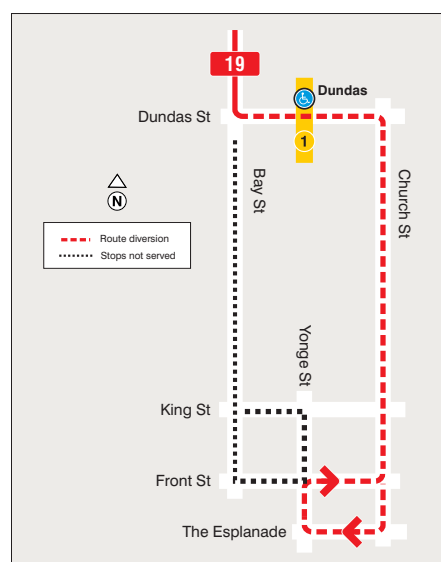 19
Dundas
Dundas St
1
Bay St
Church St
N
Route diversion
Stops not served
Yonge St
King St
Front St
The Esplanade